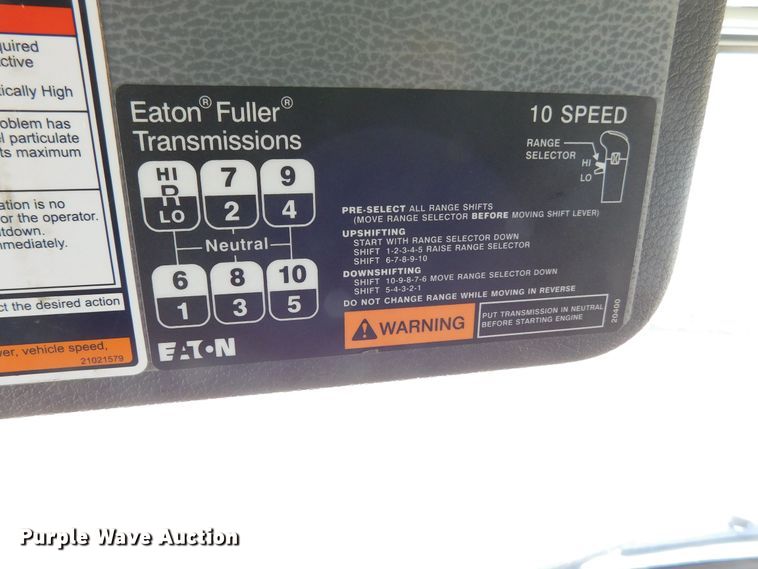 quired
ctive
tically High
oblem has
el particulate
ts maximum
ation is no
or the operator.
tdown.
mmediately.
ct the desired action
wer, vehicle speed,
21021579
Eaton® Fuller®
Transmissions
10 SPEED
RANGE
SELECTOR
HI
LO
HI 7 9
R
LO 2 4
Neutral
6 8 10
1 3 5
EATON
PRE-SELECT ALL RANGE SHIFTS
(MOVE RANGE SELECTOR BEFORE MOVING SHIFT LEVER)
UPSHIFTING
START WITH RANGE SELECTOR DOWN
SHIFT 1-2-3-4-5 RAISE RANGE SELECTOR
SHIFT 6-7-8-9-10
DOWNSHIFTING
SHIFT 10-9-8-7-6 MOVE RANGE SELECTOR DOWN
SHIFT 5-4-3-2-1
DO NOT CHANGE RANGE WHILE MOVING IN REVERSE
WARNING
PUT TRANSMISSION IN NEUTRAL
BEFORE STARTING ENGINE
20400
Purple Wave Auction